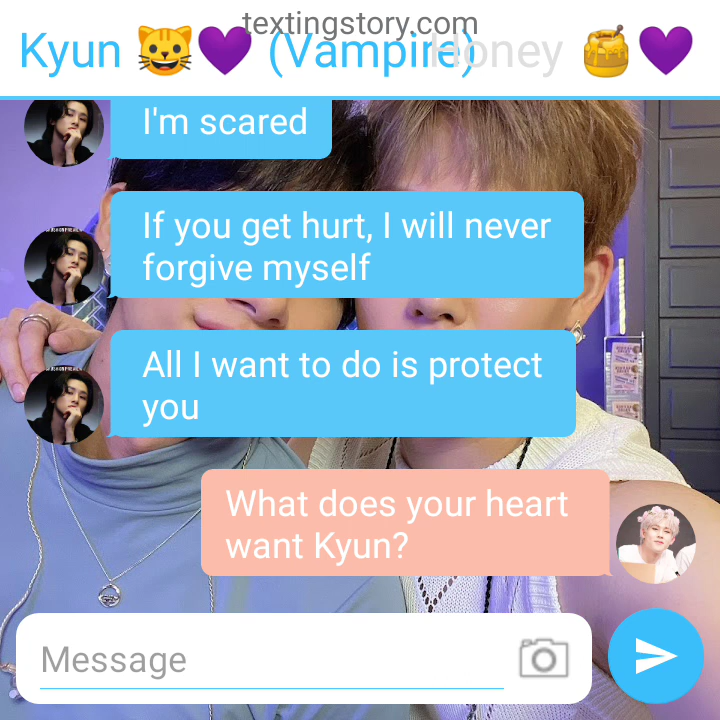 textingstory.com
Kyun 😺💜 (Vampire) Honey 🍯💜
I'm scared
If you get hurt, I will never
forgive myself
All I want to do is protect
you
What does your heart
want Kyun?
Message